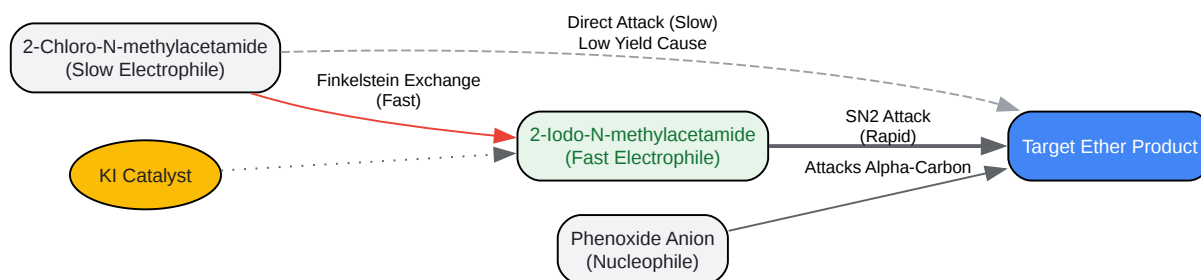 2-Chloro-N-methylacetamide
(Slow Electrophile)
Direct Attack (Slow)
Low Yield Cause
Finkelstein Exchange
(Fast)
KI Catalyst
2-Iodo-N-methylacetamide
(Fast Electrophile)
SN2 Attack
(Rapid)
Attacks Alpha-Carbon
Target Ether Product
Phenoxide Anion
(Nucleophile)